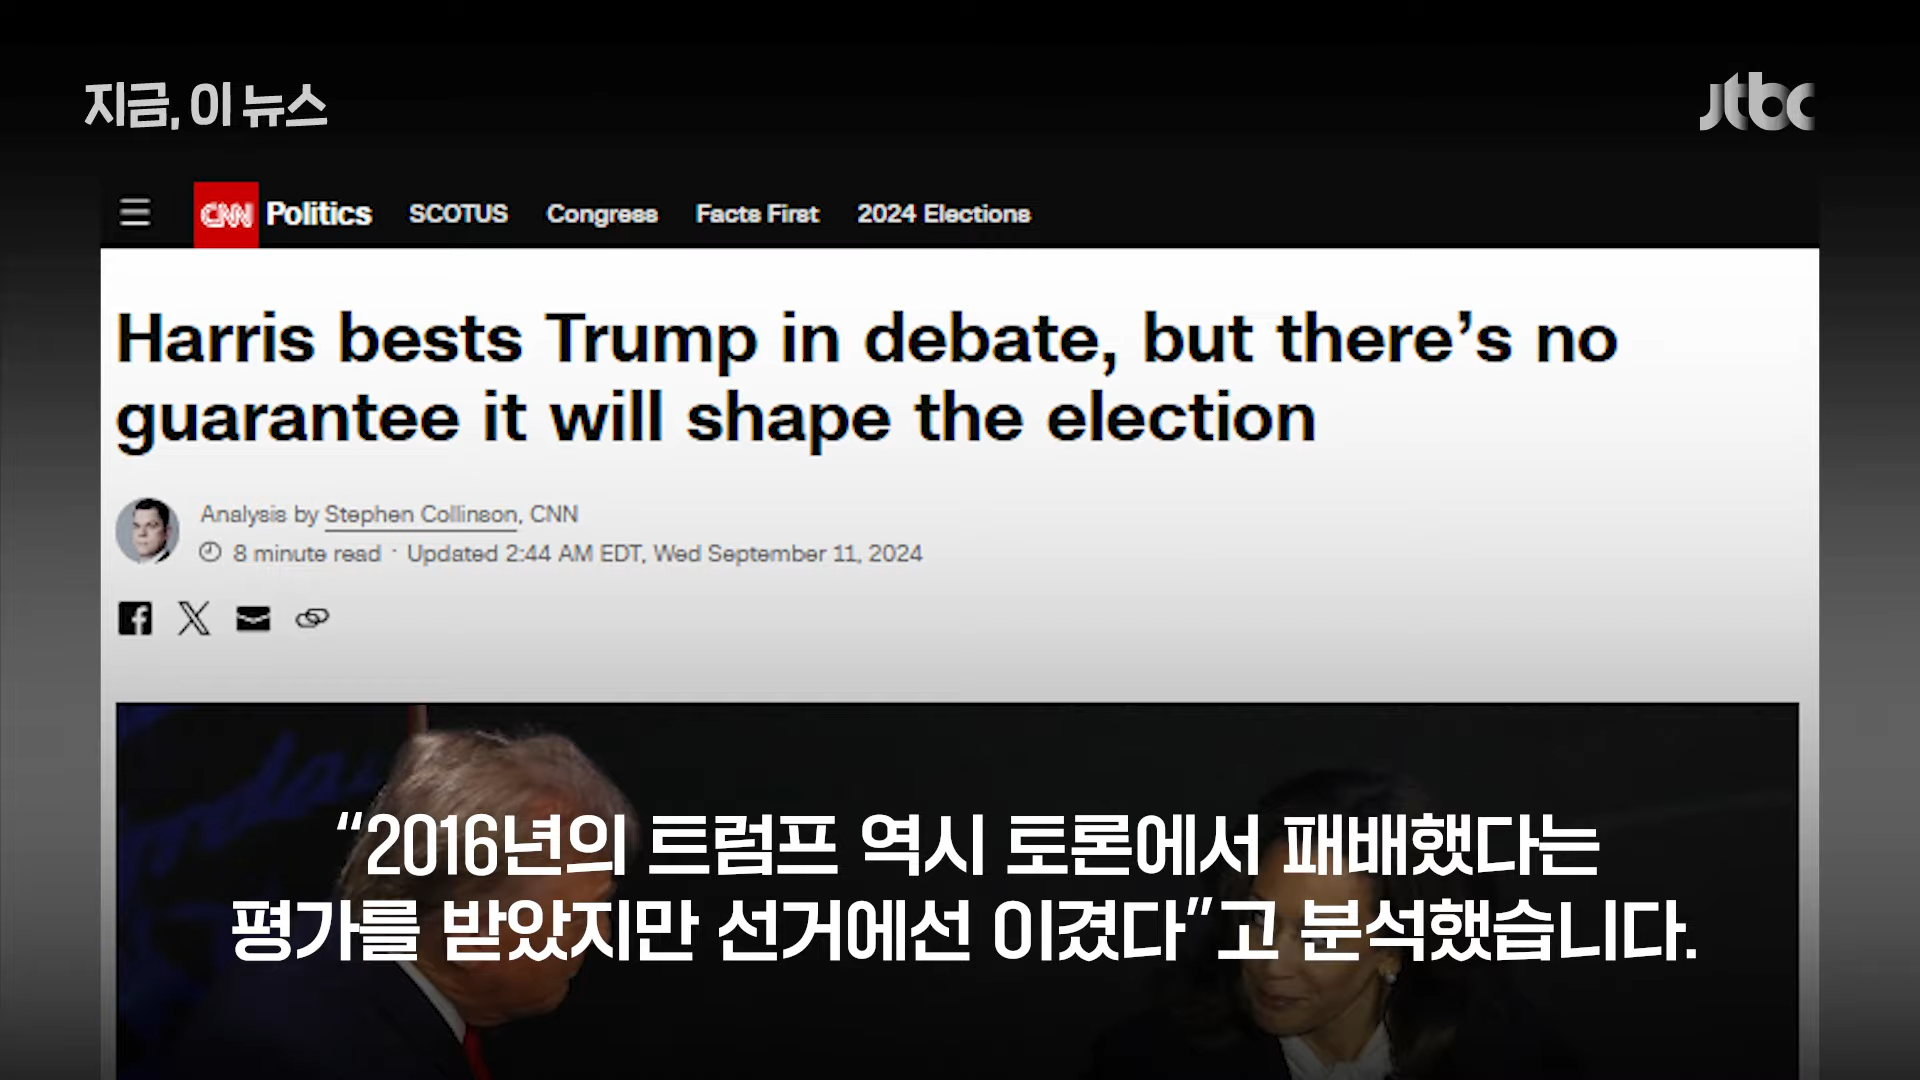 지금, 이 뉴스
jtbc
CNN Politics SCOTUS Congress Facts First 2024 Elections
Harris bests Trump in debate, but there’s no
guarantee it will shape the election
Analysis by Stephen Collinson, CNN
8 minute read · Updated 2:44 AM EDT, Wed September 11, 2024
“2016년의 트럼프 역시 토론에서 패배했다는
평가를 받았지만 선거에선 이겼다”고 분석했습니다.